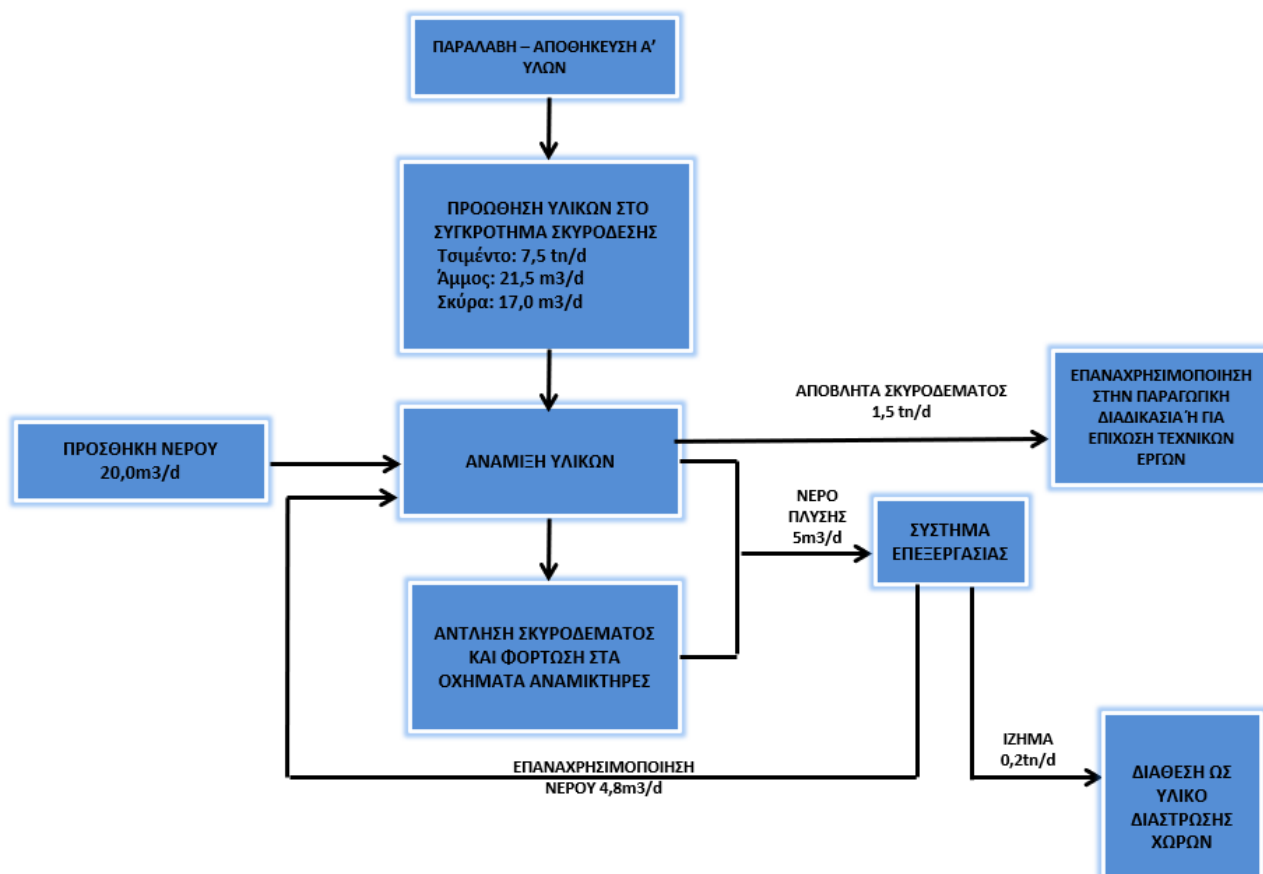 ΠΑΡΑΛΑΒΗ – ΑΠΟΘΗΚΕΥΣΗ Α’
ΥΛΩΝ
ΠΡΟΩΘΗΣΗ ΥΛΙΚΩΝ ΣΤΟ
ΣΥΓΚΡΟΤΗΜΑ ΣΚΥΡΟΔΕΣΗΣ
Τσιμέντο: 7,5 tn/d
Άμμος: 21,5 m3/d
Σκύρα: 17,0 m3/d
ΠΡΟΣΘΗΚΗ ΝΕΡΟΥ
20,0m3/d
ΑΝΑΜΙΞΗ ΥΛΙΚΩΝ
ΑΠΟΒΛΗΤΑ ΣΚΥΡΟΔΕΜΑΤΟΣ
1,5 tn/d
ΕΠΑΝΑΧΡΗΣΙΜΟΠΟΙΗΣΗ
ΣΤΗΝ ΠΑΡΑΓΩΓΙΚΗ
ΔΙΑΔΙΚΑΣΙΑ Ή ΓΙΑ
ΕΠΙΧΩΣΗ ΤΕΧΝΙΚΩΝ
ΕΡΓΩΝ
ΝΕΡΟ
ΠΛΥΣΗΣ
5m3/d
ΣΥΣΤΗΜΑ
ΕΠΕΞΕΡΓΑΣΙΑΣ
ΑΝΤΛΗΣΗ ΣΚΥΡΟΔΕΜΑΤΟΣ
ΚΑΙ ΦΟΡΤΩΣΗ ΣΤΑ
ΟΧΗΜΑΤΑ ΑΝΑΜΙΚΤΗΡΕΣ
ΕΠΑΝΑΧΡΗΣΙΜΟΠΟΙΗΣΗ
ΝΕΡΟΥ 4,8m3/d
ΙΖΗΜΑ
0,2tn/d
ΔΙΑΘΕΣΗ ΩΣ
ΥΛΙΚΟ
ΔΙΑΣΤΡΩΣΗΣ
ΧΩΡΩΝ